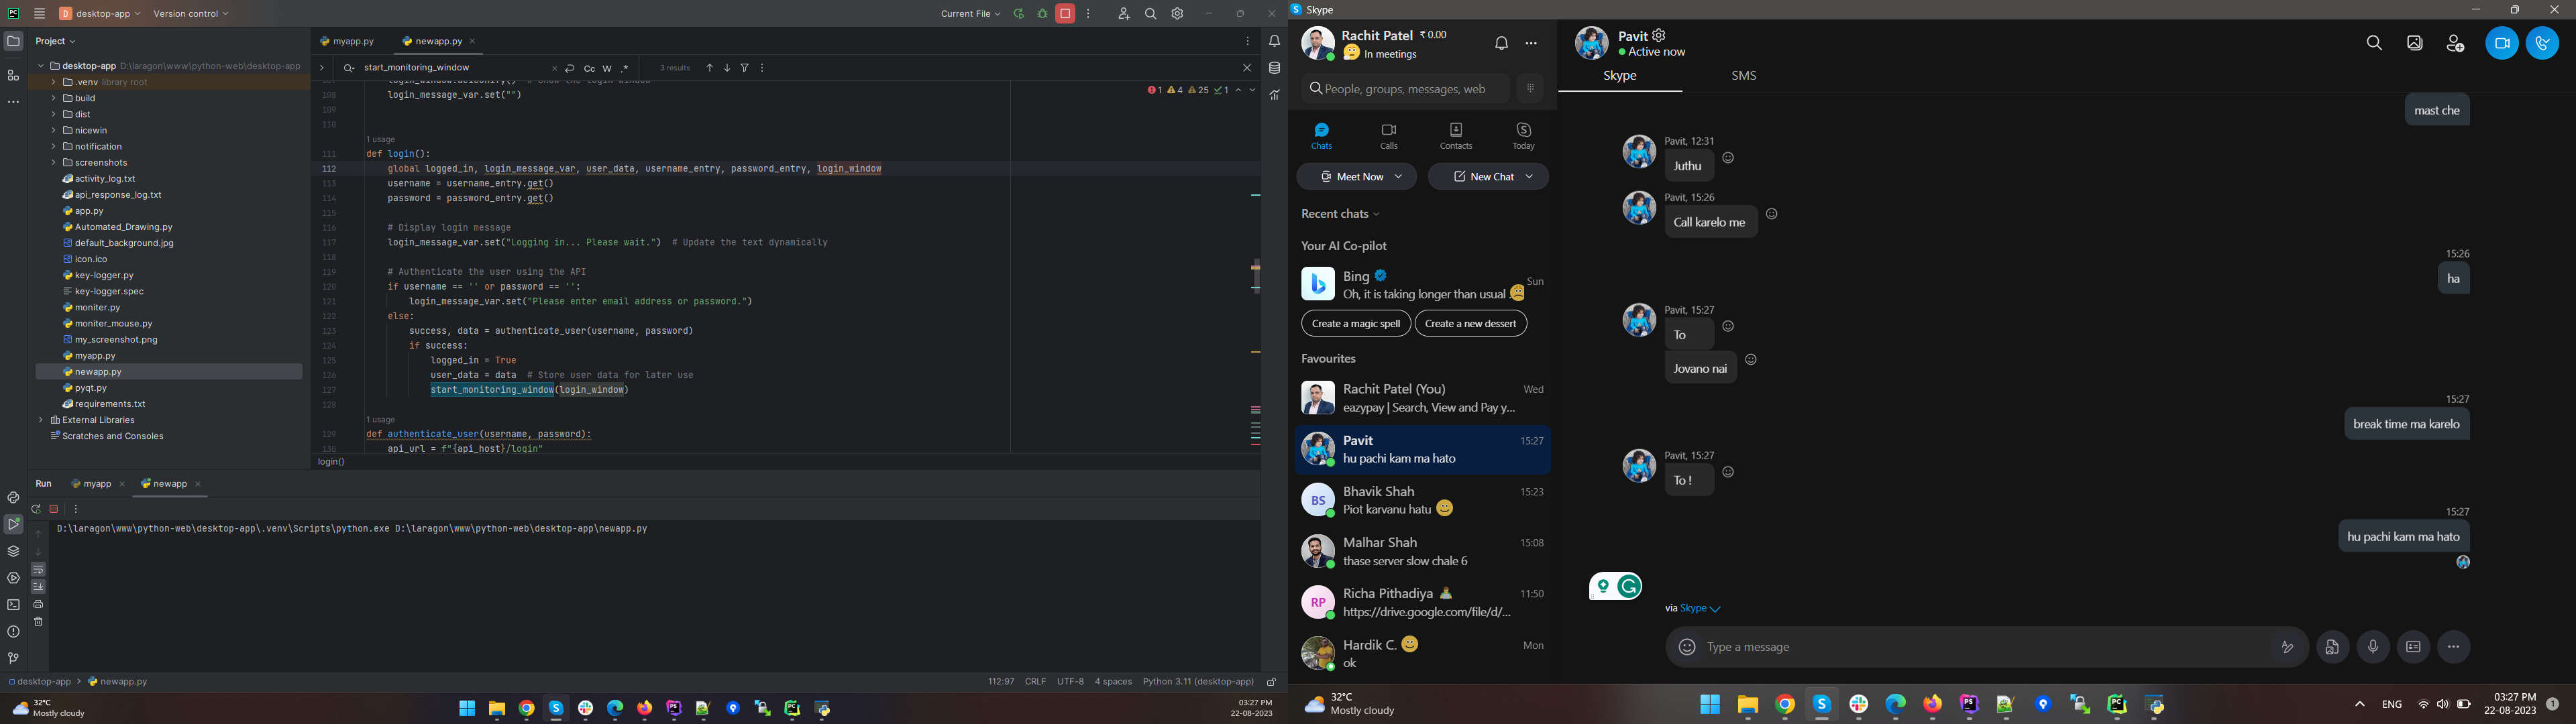 desktop-app
Version control
Current File
Project
myapp.py
newapp.py
desktop-app D:\laragon\www\python-web\desktop-app
.venv library root
build
dist
nicewin
notification
screenshots
activity_log.txt
api_response_log.txt
app.py
Automated_Drawing.py
default_background.jpg
icon.ico
key-logger.py
key-logger.spec
moniter.py
moniter_mouse.py
my_screenshot.png
myapp.py
newapp.py
pyqt.py
requirements.txt
External Libraries
Scratches and Consoles
start_monitoring_window
Cc W .*
3 results
1 4 25 1
108 login_message_var.set("")
109
110
1 usage
111 def login():
112 global logged_in, login_message_var, user_data, username_entry, password_entry, login_window
113 username = username_entry.get()
114 password = password_entry.get()
115
116 # Display login message
117 login_message_var.set("Logging in... Please wait.") # Update the text dynamically
118
119 # Authenticate the user using the API
120 if username == '' or password == '':
121 login_message_var.set("Please enter email address or password.")
122 else:
123 success, data = authenticate_user(username, password)
124 if success:
125 logged_in = True
126 user_data = data # Store user data for later use
127 start_monitoring_window(login_window)
128
1 usage
129 def authenticate_user(username, password):
130 api_url = f"{api_host}/login"
login()
Run
myapp
newapp
D:\laragon\www\python-web\desktop-app\.venv\Scripts\python.exe D:\laragon\www\python-web\desktop-app\newapp.py
desktop-app > newapp.py
112:97 CRLF UTF-8 4 spaces Python 3.11 (desktop-app)
32°C
Mostly cloudy
03:27 PM
22-08-2023
Skype
Rachit Patel ₹ 0.00
In meetings
People, groups, messages, web
Chats
Calls
Contacts
Today
Meet Now
New Chat
Recent chats
Your AI Co-pilot
Bing
Sun
Oh, it is taking longer than usual
Create a magic spell
Create a new dessert
Favourites
Rachit Patel (You)
Wed
eazypay | Search, View and Pay y...
Pavit
15:27
hu pachi kam ma hato
BS
Bhavik Shah
15:23
Piot karvanu hatu
Malhar Shah
15:08
thase server slow chale 6
RP
Richa Pithadiya
11:50
https://drive.google.com/file/d/...
Hardik C.
Mon
ok
Pavit
Active now
Skype
SMS
mast che
Pavit, 12:31
Juthu
Pavit, 15:26
Call karelo me
15:26
ha
Pavit, 15:27
To
Jovano nai
15:27
break time ma karelo
Pavit, 15:27
To !
15:27
hu pachi kam ma hato
via Skype
Type a message
32°C
Mostly cloudy
ENG
03:27 PM
22-08-2023
1